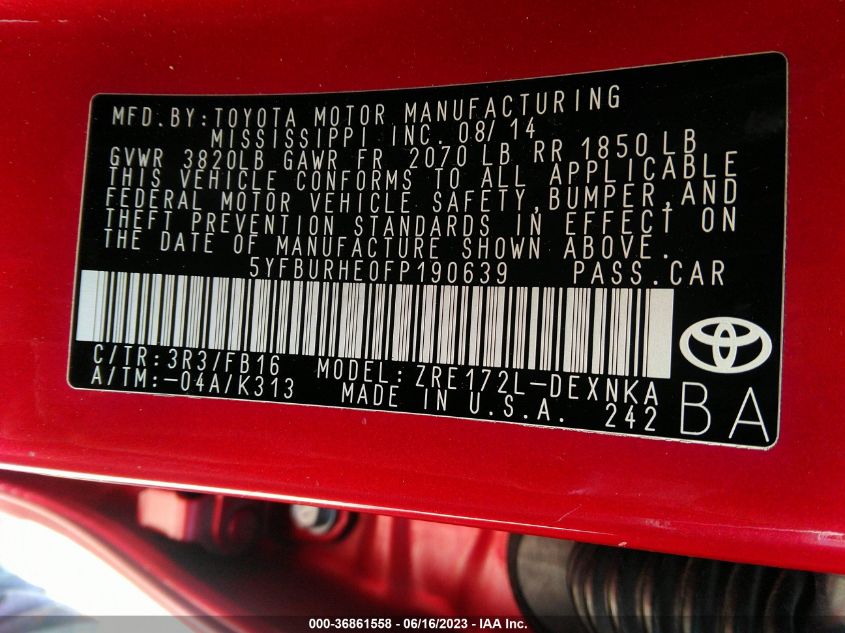 MFD.BY:TOYOTA MOTOR MANUFACTURING
MISSISSIPPI INC. 08/14
GVWR 3820LB GAWR FR 2070LB RR 1850LB
THIS VEHICLE CONFORMS TO ALL APPLICABLE
FEDERAL MOTOR VEHICLE SAFETY,BUMPER,AND
THEFT PREVENTION STANDARDS IN EFFECT ON
THE DATE OF MANUFACTURE SHOWN ABOVE.
5YFBURHE0FP190639 PASS.CAR
C/TR:3R3/FB16 MODEL:ZRE172L-DEXNKA
A/TM:-04A/K313 MADE IN U.S.A. 242
BA
000-36861558 - 06/16/2023 - IAA Inc.